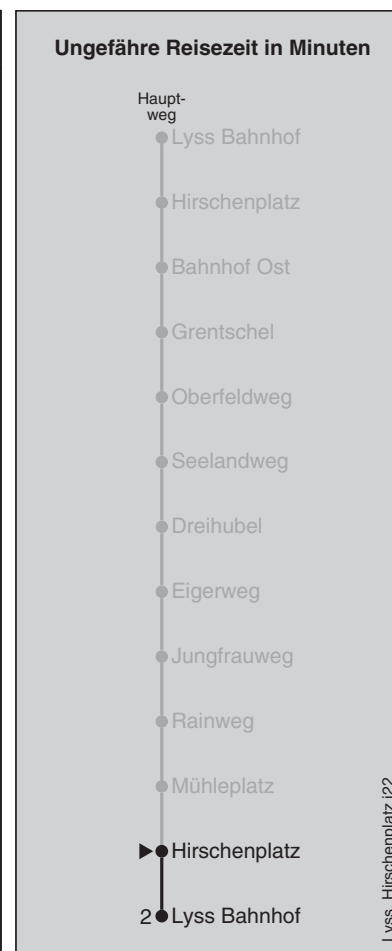 Ungefähre Reisezeit in Minuten
Haupt-
weg
Lyss Bahnhof
Hirschenplatz
Bahnhof Ost
Grentschel
Oberfeldweg
Seelandweg
Dreihubel
Eigerweg
Jungfrauweg
Rainweg
Mühleplatz
Hirschenplatz
2 Lyss Bahnhof
Lyss, Hirschenplatz j22